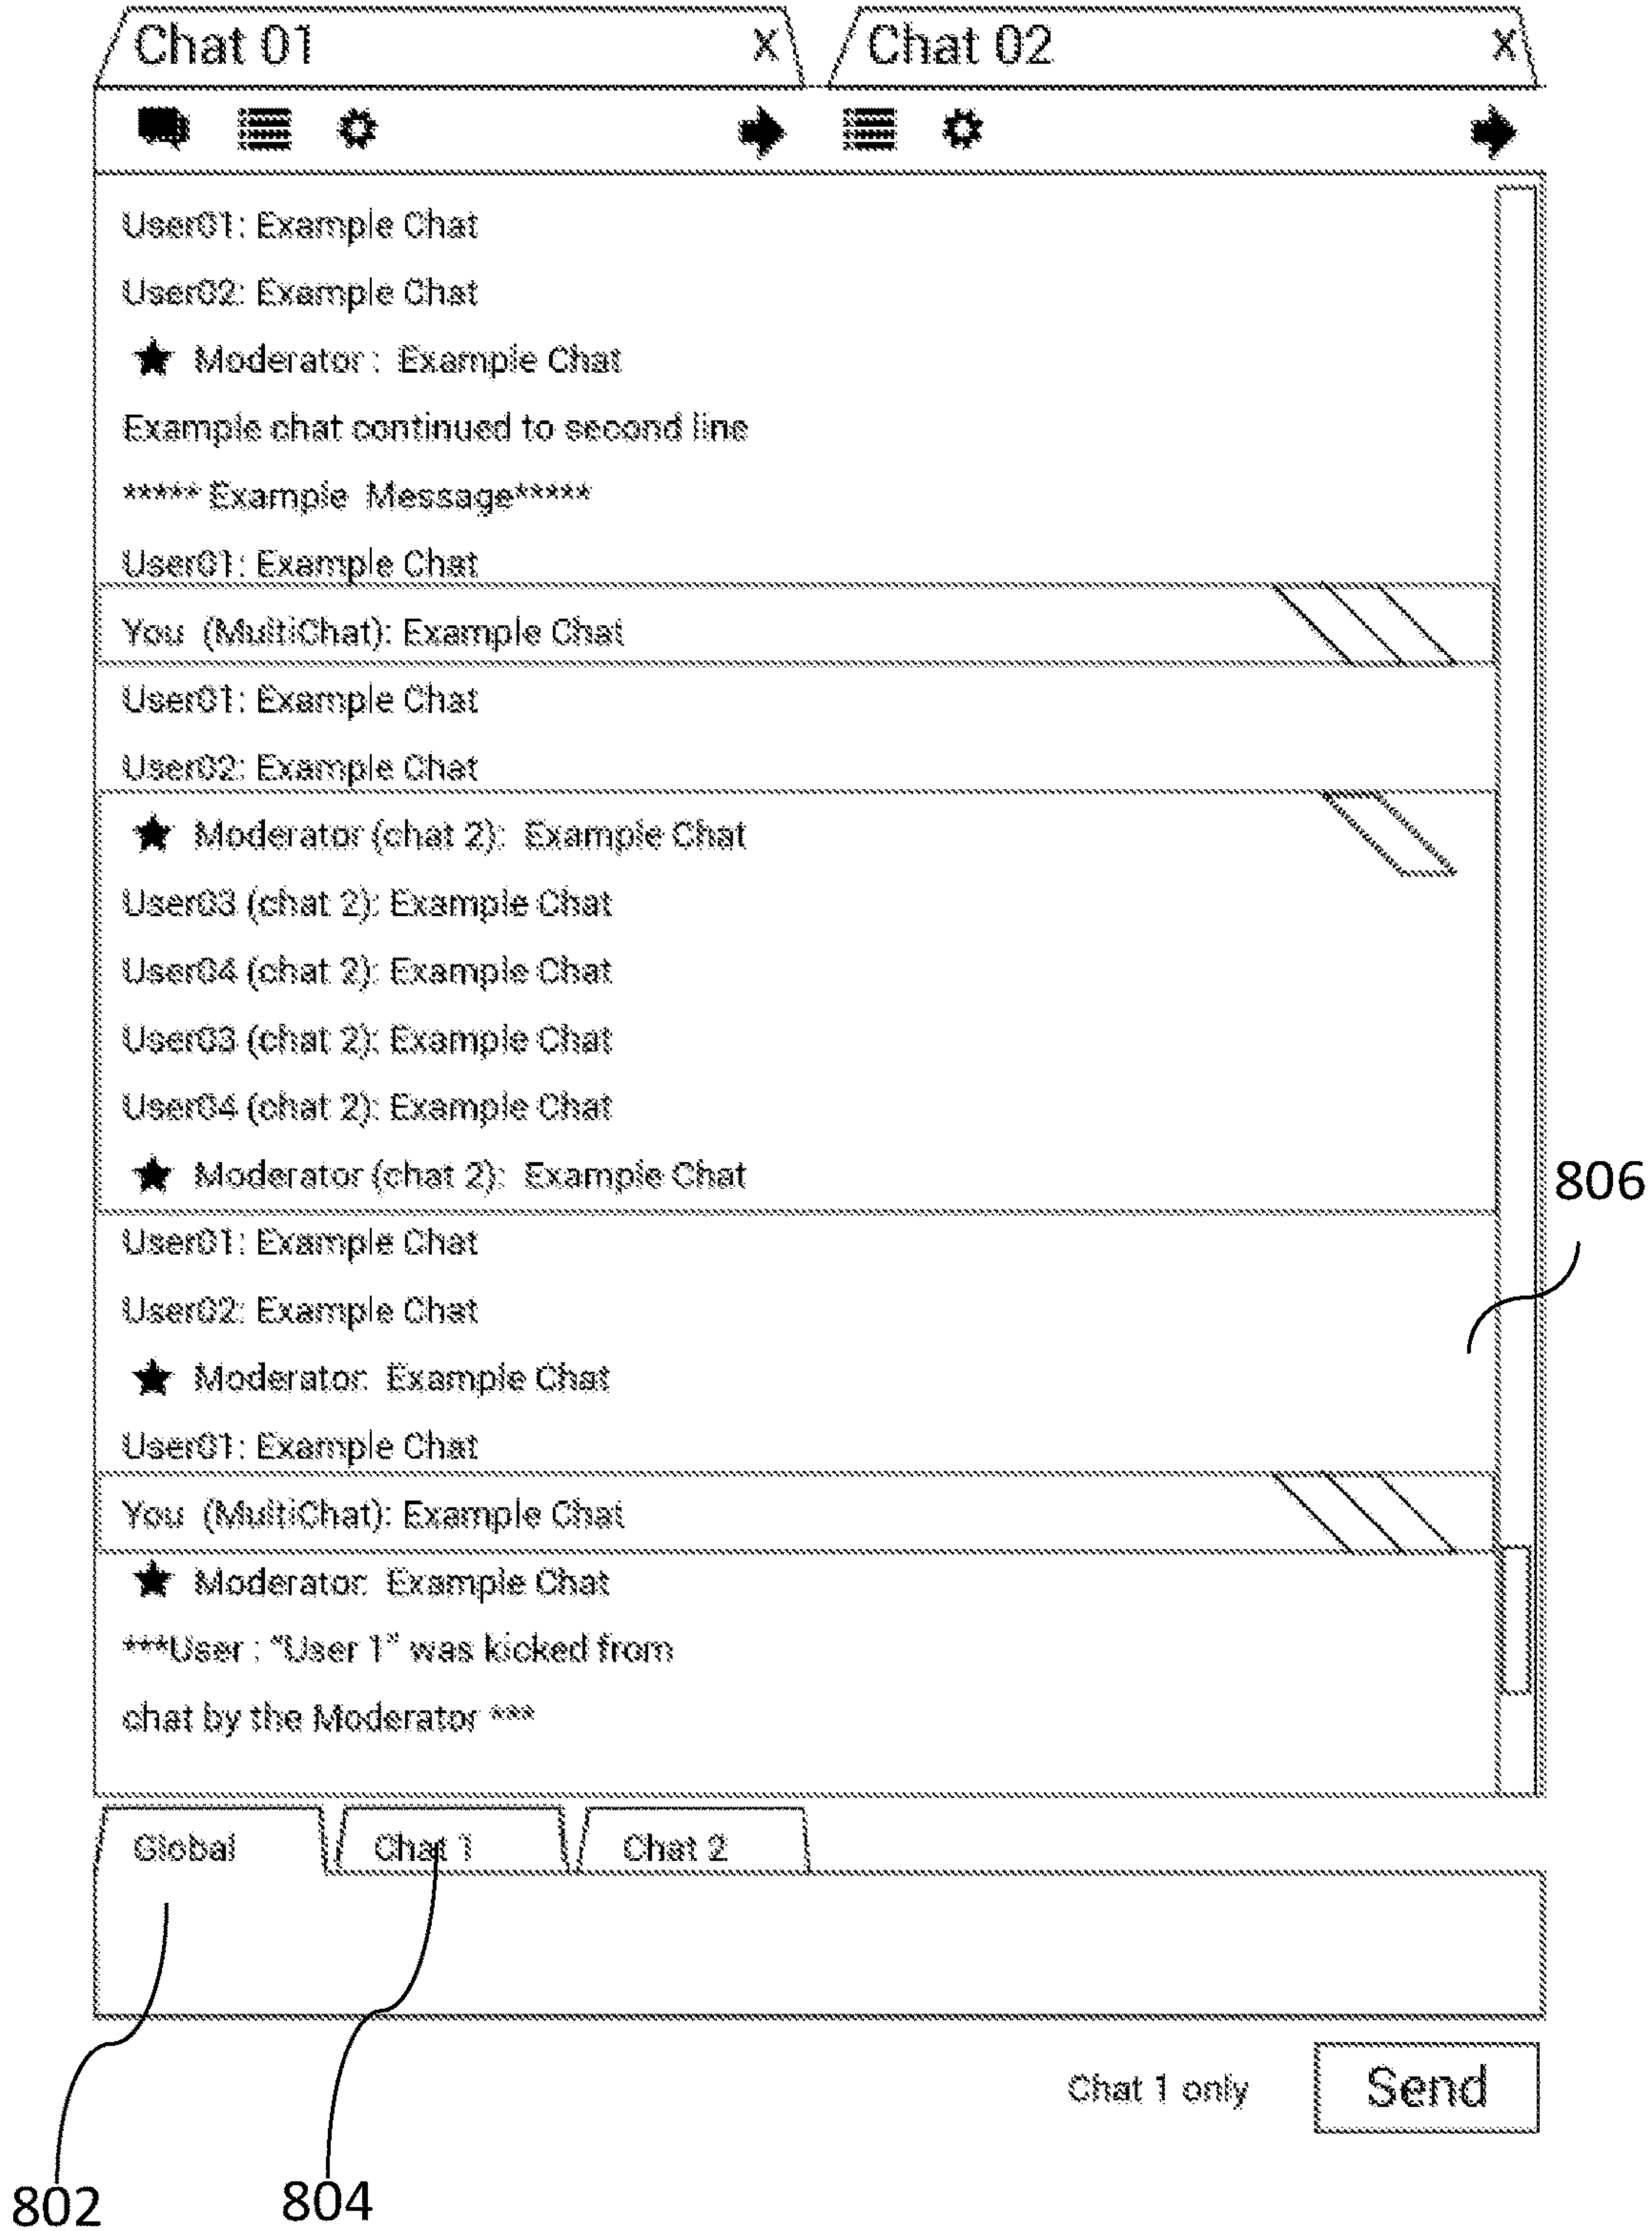 Chat 01 X Chat 02 X
User01: Example Chat
User02: Example Chat
★ Moderator : Example Chat
Example chat continued to second line
***** Example Message*****
User01: Example Chat
You (MultiChat): Example Chat
User01: Example Chat
User02: Example Chat
★ Moderator (chat 2): Example Chat
User03 (chat 2): Example Chat
User04 (chat 2): Example Chat
User03 (chat 2): Example Chat
User04 (chat 2): Example Chat
★ Moderator (chat 2): Example Chat
806
User01: Example Chat
User02: Example Chat
★ Moderator: Example Chat
User01: Example Chat
You (MultiChat): Example Chat
★ Moderator: Example Chat
***User : "User 1" was kicked from
chat by the Moderator ***
Global Chat 1 Chat 2
Chat 1 only Send
802 804